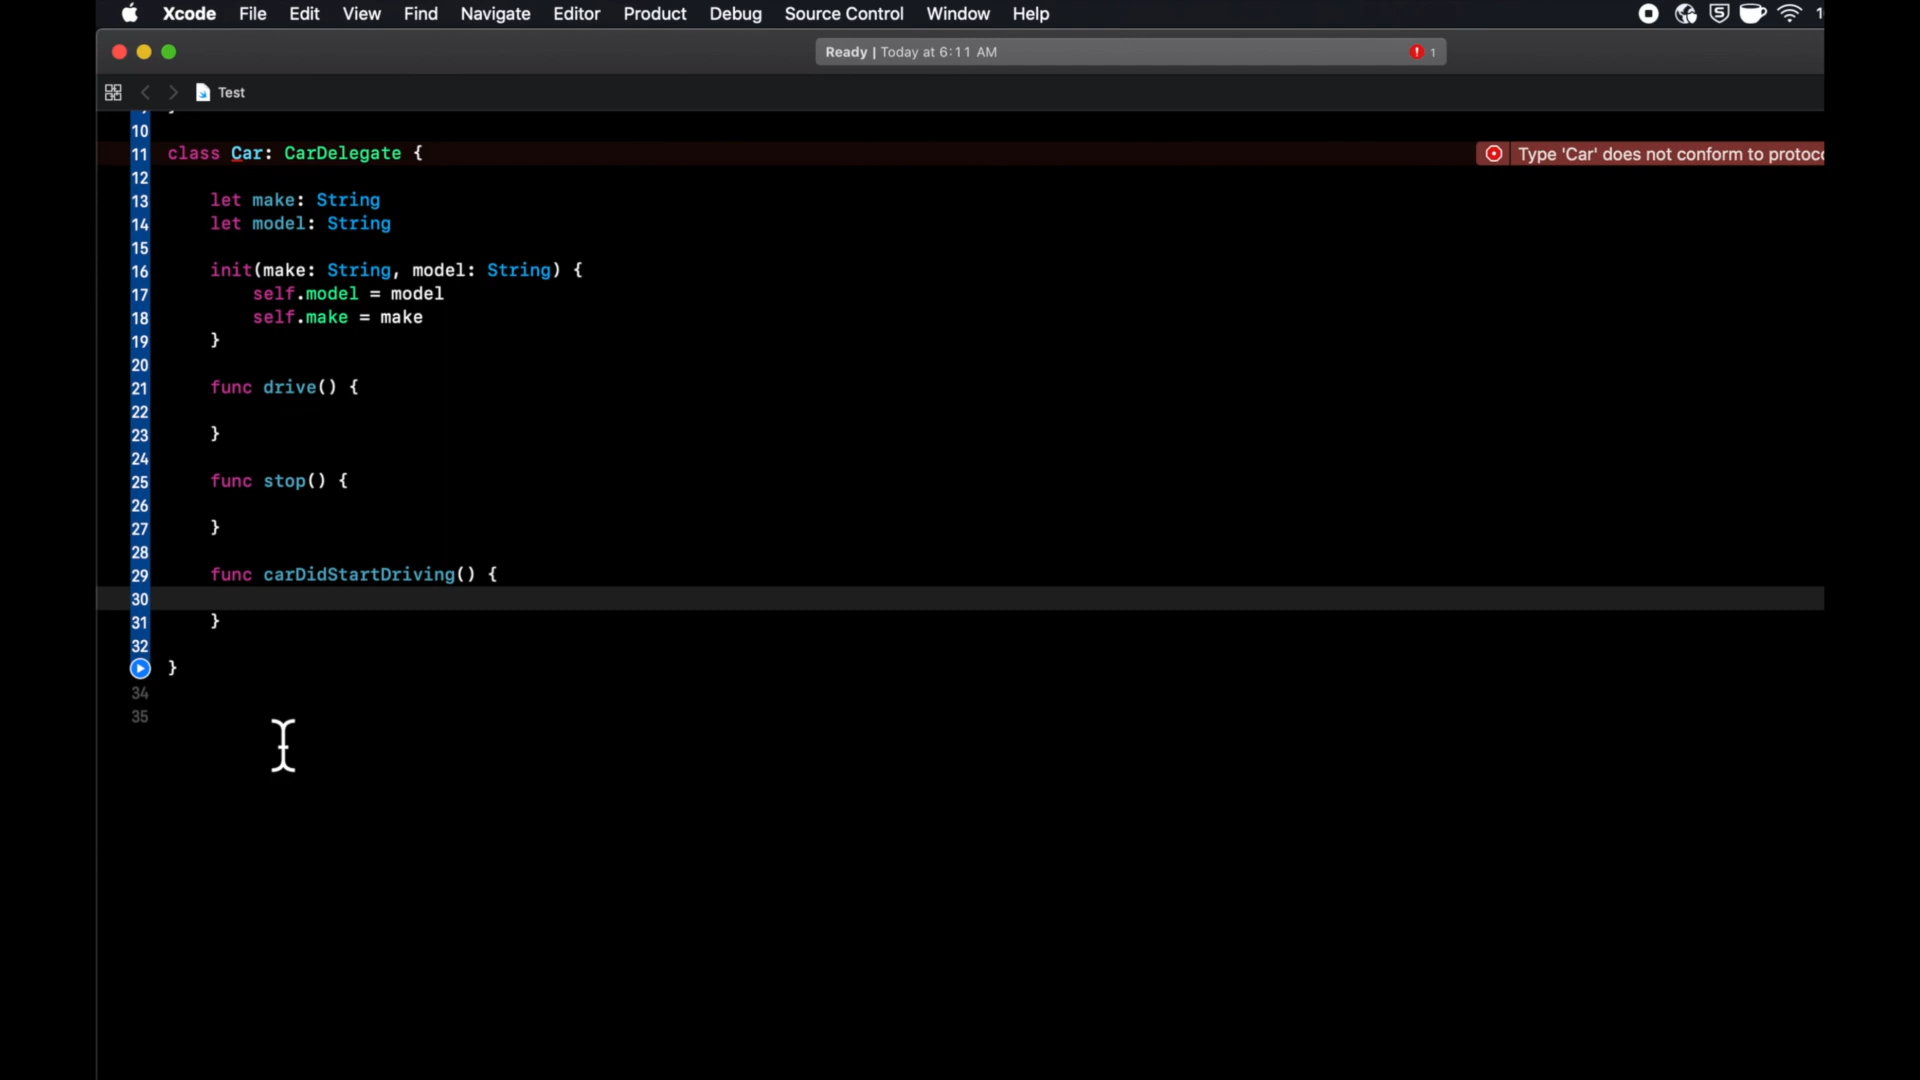 Xcode File Edit View Find Navigate Editor Product Debug Source Control Window Help
Ready | Today at 6:11 AM 1
Test
10
11 class Car: CarDelegate { Type 'Car' does not conform to
12
13 let make: String
14 let model: String
15
16 init(make: String, model: String) {
17 self.model = model
18 self.make = make
19 }
20
21 func drive() {
22
23 }
24
25 func stop() {
26
27 }
28
29 func carDidStartDriving() {
30
31 }
32
}
34
35